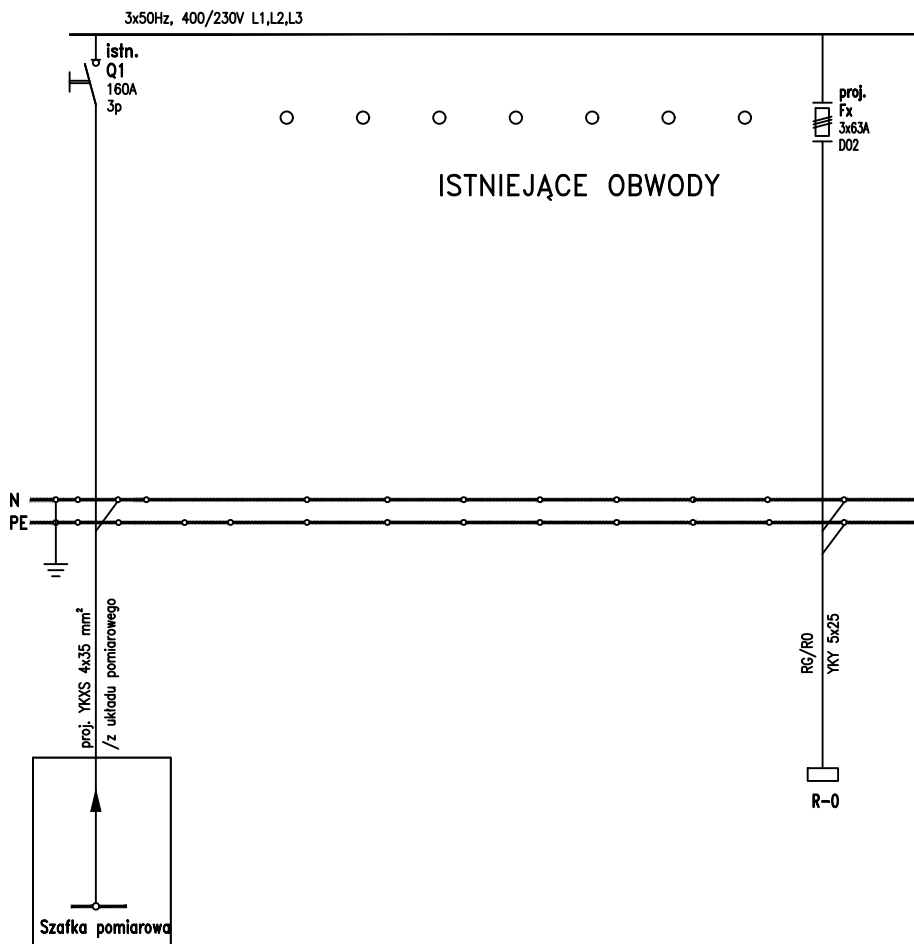 3x50Hz, 400/230V L1,L2,L3
istn.
Q1
160A
3p
proj.
Fx
3x63A
D02
ISTNIEJĄCE OBWODY
N
PE
proj. YKXS 4x35 mm²
/z układu pomiarowego
RG/R0
YKY 5x25
R-0
Szafka pomiarowa